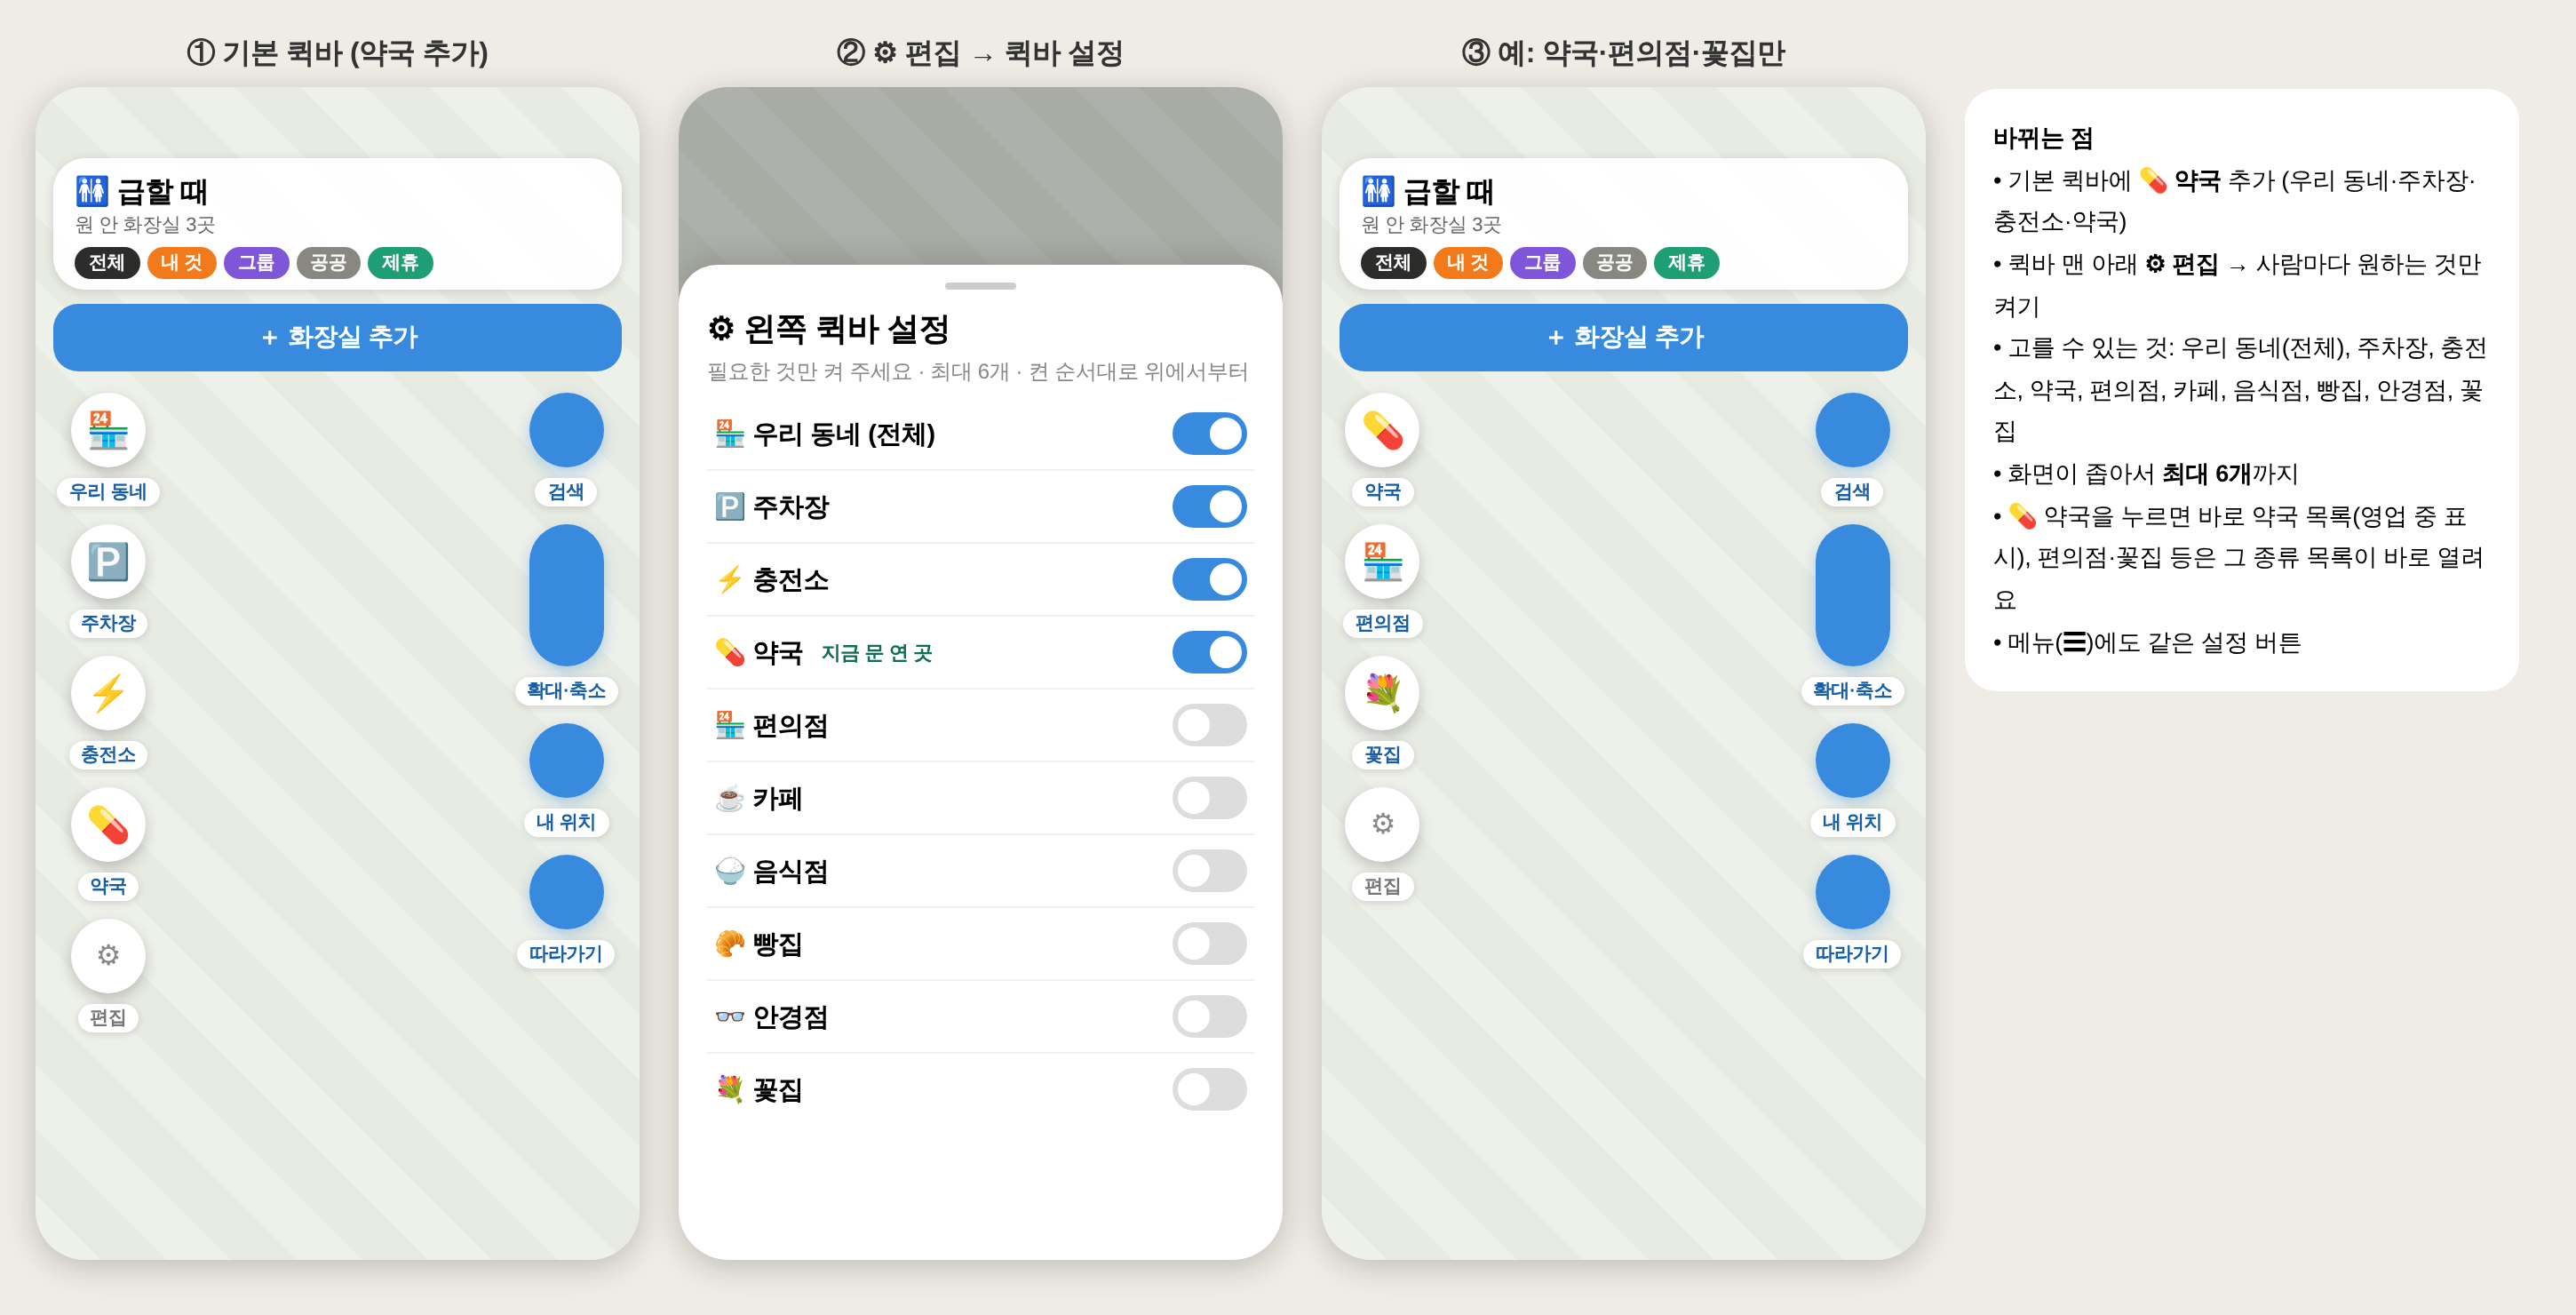 ① 기본 퀵바 (약국 추가)
🚻 급할 때
원 안 화장실 3곳
전체 내 것 그룹 공공 제휴
+ 화장실 추가
우리 동네
주차장
충전소
약국
편집
검색
확대·축소
내 위치
따라가기
② ⚙ 편집 → 퀵바 설정
⚙ 왼쪽 퀵바 설정
필요한 것만 켜 주세요 · 최대 6개 · 켠 순서대로 위에서부터
🏪 우리 동네 (전체)
🅿️ 주차장
⚡ 충전소
💊 약국 지금 문 연 곳
🏪 편의점
☕ 카페
🍚 음식점
🥐 빵집
👓 안경점
💐 꽃집
③ 예: 약국·편의점·꽃집만
🚻 급할 때
원 안 화장실 3곳
전체 내 것 그룹 공공 제휴
+ 화장실 추가
약국
편의점
꽃집
편집
검색
확대·축소
내 위치
따라가기
바뀌는 점
• 기본 퀵바에 💊 약국 추가 (우리 동네·주차장·
충전소·약국)
• 퀵바 맨 아래 ⚙ 편집 → 사람마다 원하는 것만
켜기
• 고를 수 있는 것: 우리 동네(전체), 주차장, 충전
소, 약국, 편의점, 카페, 음식점, 빵집, 안경점, 꽃
집
• 화면이 좁아서 최대 6개까지
• 💊 약국을 누르면 바로 약국 목록(영업 중 표
시), 편의점·꽃집 등은 그 종류 목록이 바로 열려
요
• 메뉴(☰)에도 같은 설정 버튼